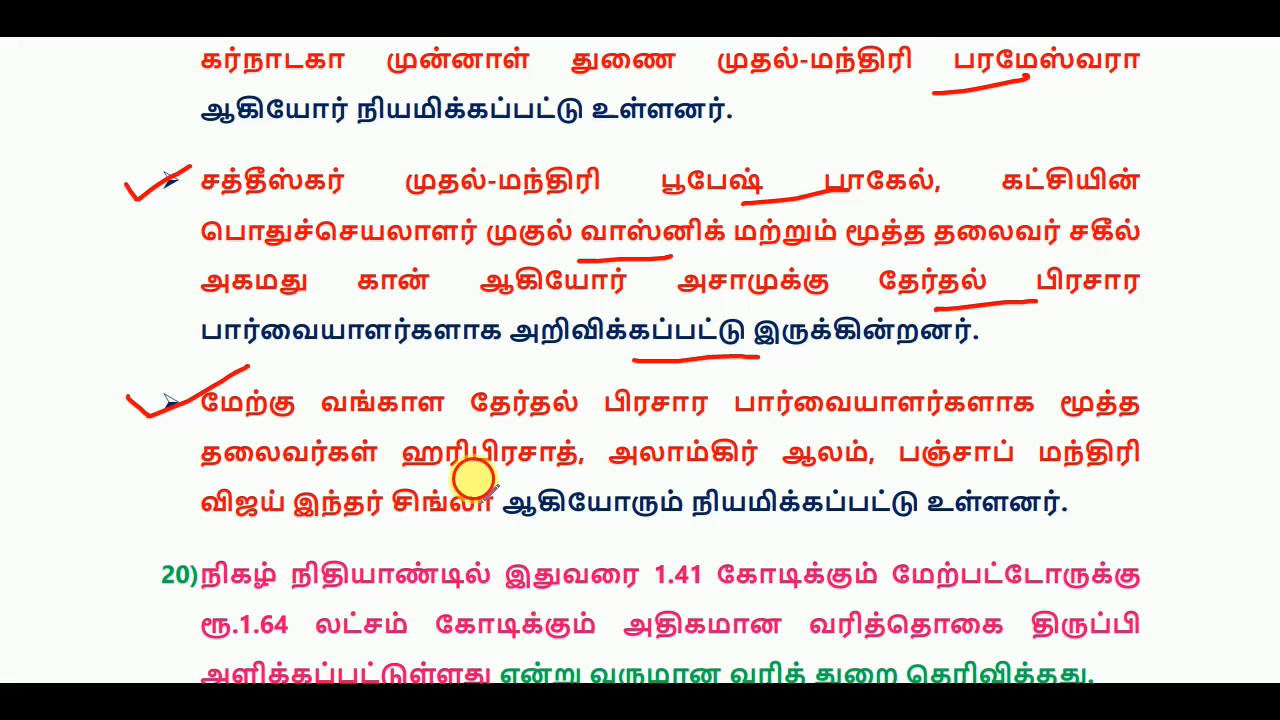 கர்நாடகா முன்னாள் துணை முதல்-மந்திரி பரமேஸ்வரா
ஆகியோர் நியமிக்கப்பட்டு உள்ளனர்.
சத்தீஸ்கர் முதல்-மந்திரி பூபேஷ் பாகேல், கட்சியின்
பொதுச்செயலாளர் முகுல் வாஸ்னிக் மற்றும் மூத்த தலைவர் சகீல்
அகமது கான் ஆகியோர் அசாமுக்கு தேர்தல் பிரசார
பார்வையாளர்களாக அறிவிக்கப்பட்டு இருக்கின்றனர்.
மேற்கு வங்காள தேர்தல் பிரசார பார்வையாளர்களாக மூத்த
தலைவர்கள் ஹரிபிரசாத், அலாம்கிர் ஆலம், பஞ்சாப் மந்திரி
விஜய் இந்தர் சிங்லா ஆகியோரும் நியமிக்கப்பட்டு உள்ளனர்.
20) நிகழ் நிதியாண்டில் இதுவரை 1.41 கோடிக்கும் மேற்பட்டோருக்கு
ரூ.1.64 லட்சம் கோடிக்கும் அதிகமான வரித்தொகை திருப்பி
அளிக்கப்பட்டுள்ளது என்று வருமான வரித் துறை தெரிவித்தது.